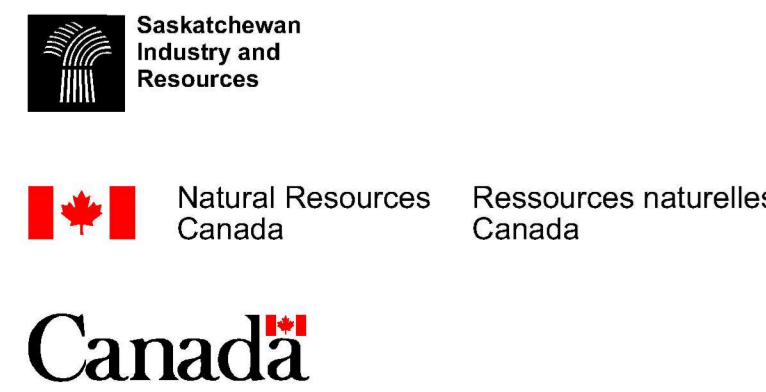 Saskatchewan
Industry and
Resources
Natural Resources
Canada
Ressources naturelles
Canada
Canada